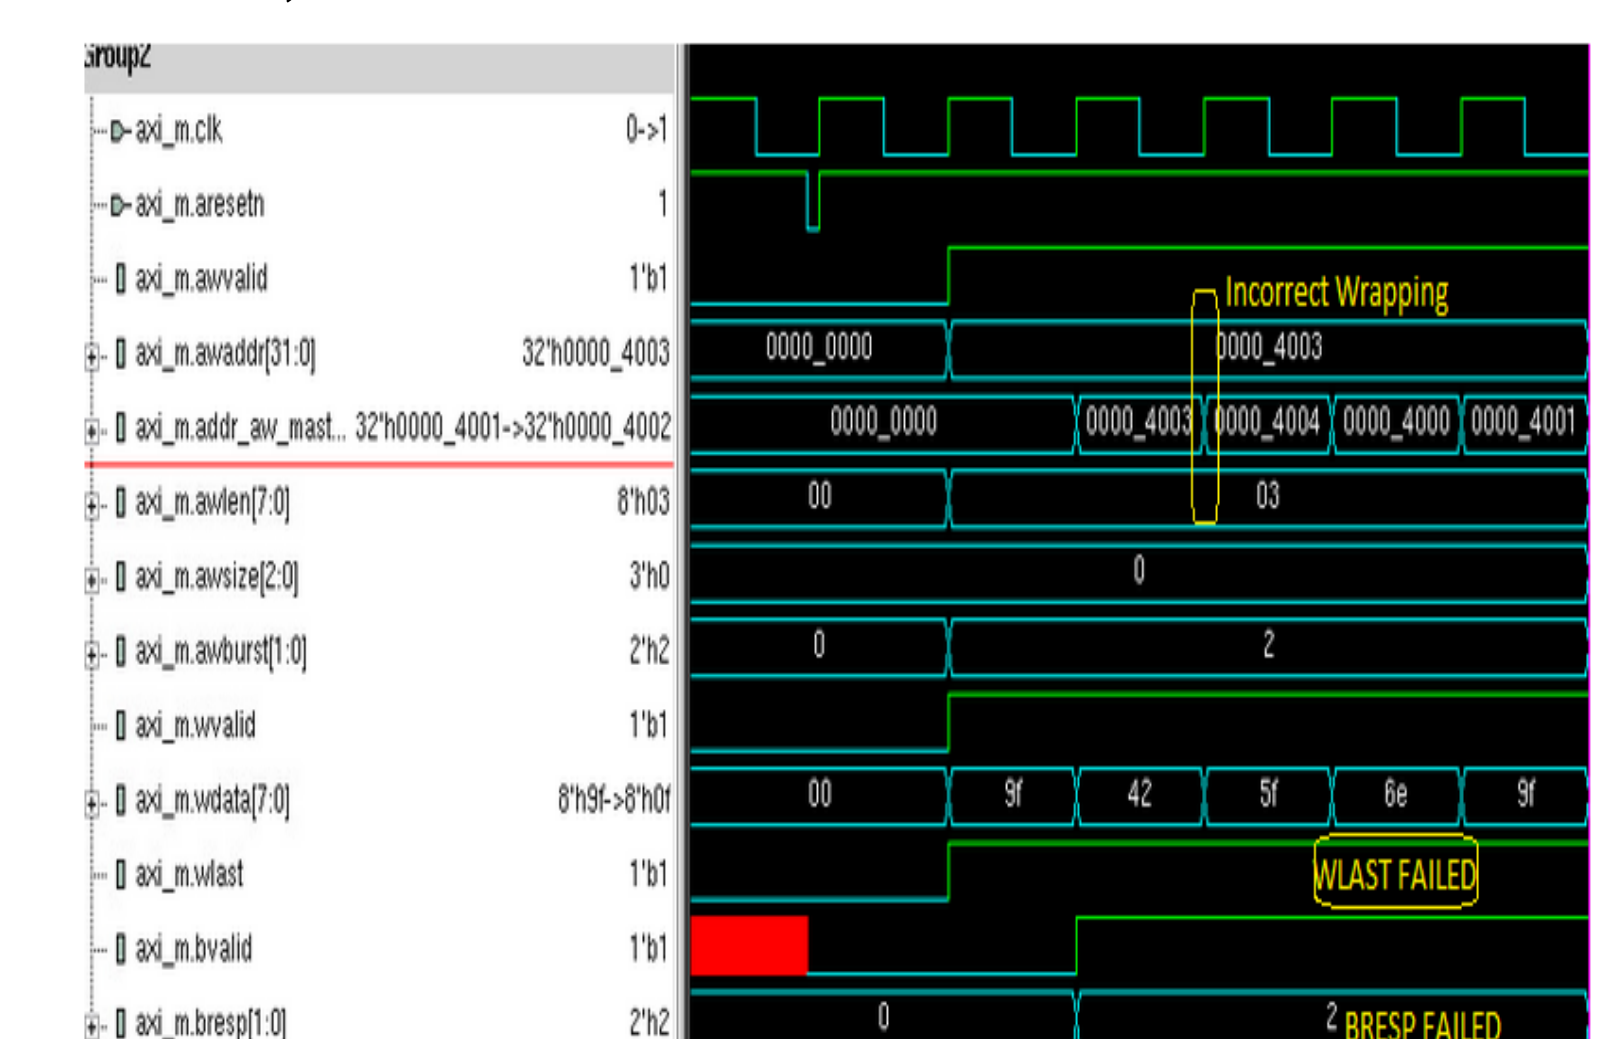 Group2
axi_m.clk 0->1
axi_m.aresetn 1
axi_m.awvalid 1'b1
Incorrect Wrapping
axi_m.awaddr[31:0] 32'h0000_4003 0000_0000 0000_4003
axi_m.addr_aw_mast... 32'h0000_4001->32'h0000_4002 0000_0000 0000_4003 0000_4004 0000_4000 0000_4001
axi_m.awlen[7:0] 8'h03 00 03
axi_m.awsize[2:0] 3'h0 0
axi_m.awburst[1:0] 2'h2 0 2
axi_m.wvalid 1'b1
axi_m.wdata[7:0] 8'h9f->8'h0f 00 9f 42 5f 6e 9f
axi_m.wlast 1'b1 WLAST FAILED
axi_m.bvalid 1'b1
axi_m.bresp[1:0] 2'h2 0 2 BRESP FAILED